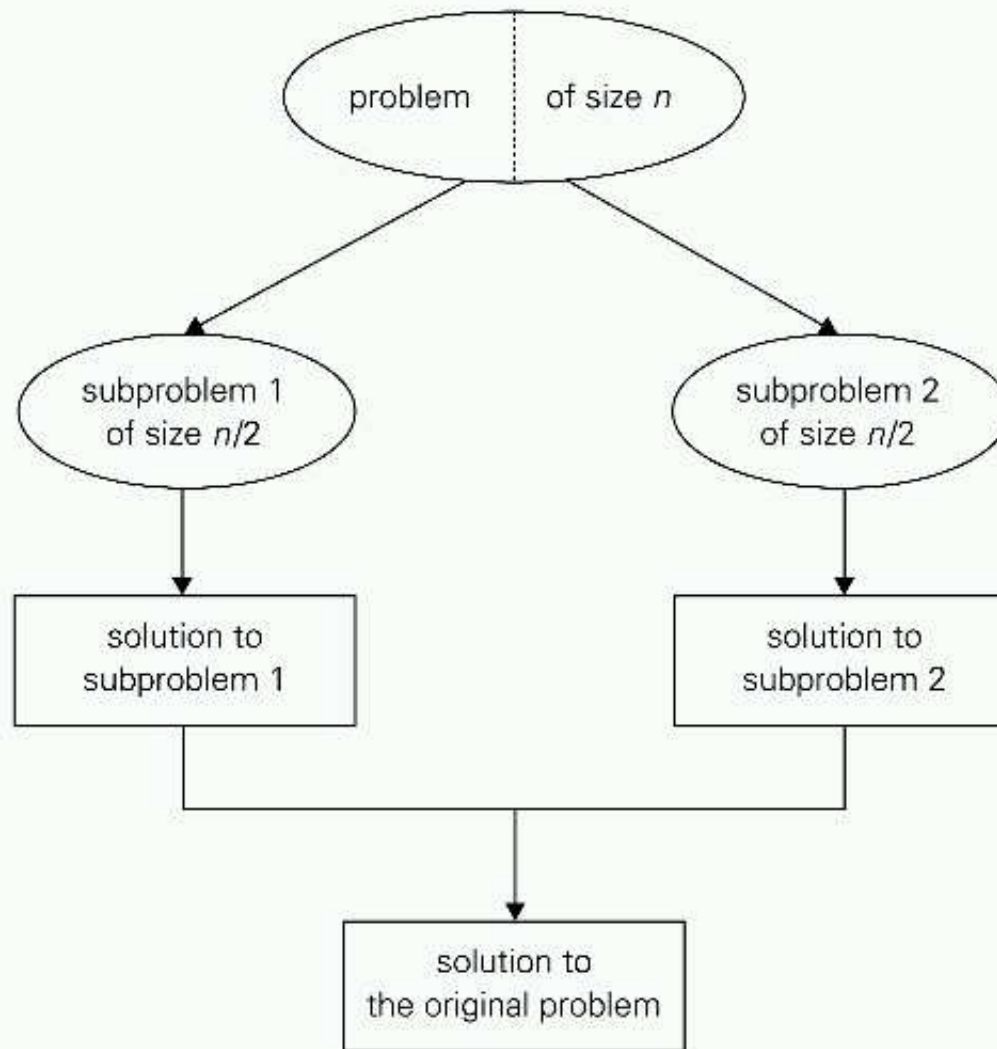 problem of size n
subproblem 1
of size n/2
subproblem 2
of size n/2
solution to
subproblem 1
solution to
subproblem 2
solution to
the original problem